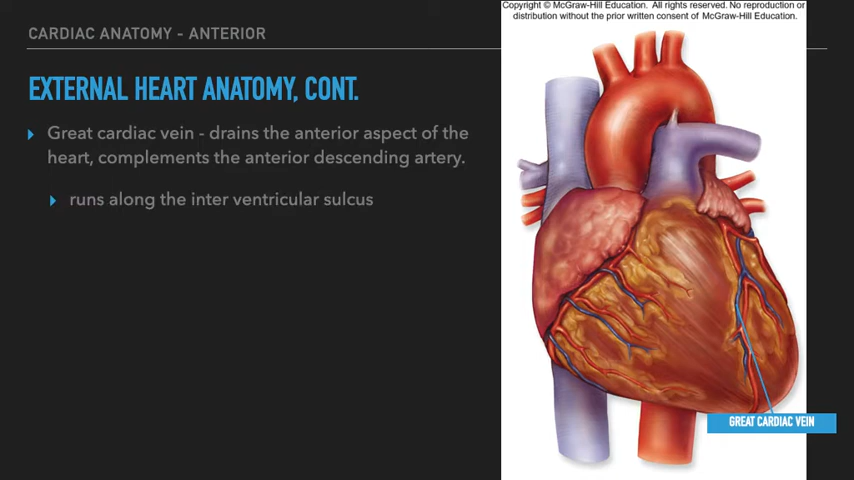 Copyright © McGraw-Hill Education. All rights reserved. No reproduction or
distribution without the prior written consent of McGraw-Hill Education.
CARDIAC ANATOMY - ANTERIOR
EXTERNAL HEART ANATOMY, CONT.
Great cardiac vein - drains the anterior aspect of the
heart, complements the anterior descending artery.
runs along the inter ventricular sulcus
GREAT CARDIAC VEIN